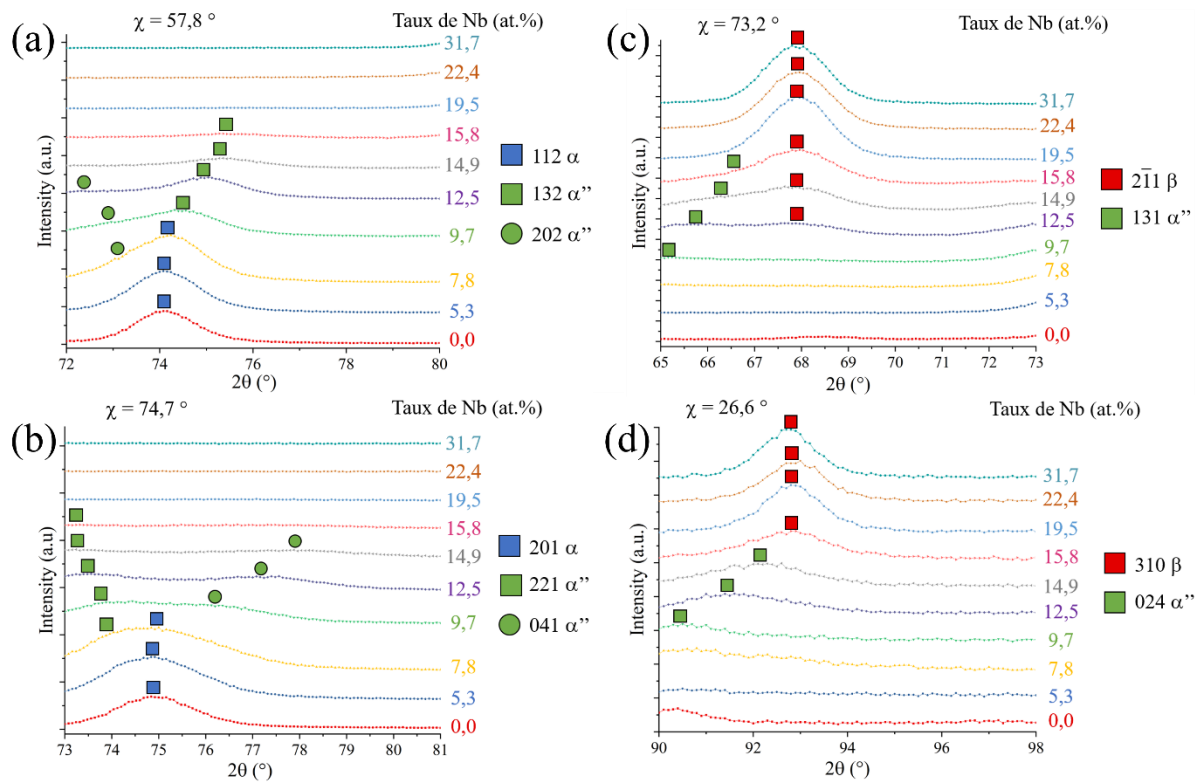 (a)
χ = 57,8 °
Taux de Nb (at.%)
31,7
22,4
19,5
15,8
14,9
12,5
9,7
7,8
5,3
0,0
112 α
132 α’’
202 α’’
Intensity (a.u.)
72 74 76 78 80
2θ (°)
(c)
χ = 73,2 °
Taux de Nb (at.%)
31,7
22,4
19,5
15,8
14,9
12,5
9,7
7,8
5,3
0,0
21̅1 β
131 α’’
Intensity (a.u.)
65 66 67 68 69 70 71 72 73
2θ (°)
(b)
χ = 74,7 °
Taux de Nb (at.%)
31,7
22,4
19,5
15,8
14,9
12,5
9,7
7,8
5,3
0,0
201 α
221 α’’
041 α’’
Intensity (a.u)
73 74 75 76 77 78 79 80 81
2θ (°)
(d)
χ = 26,6 °
Taux de Nb (at.%)
31,7
22,4
19,5
15,8
14,9
12,5
9,7
7,8
5,3
0,0
310 β
024 α’’
Intensity (a.u.)
90 92 94 96 98
2θ (°)